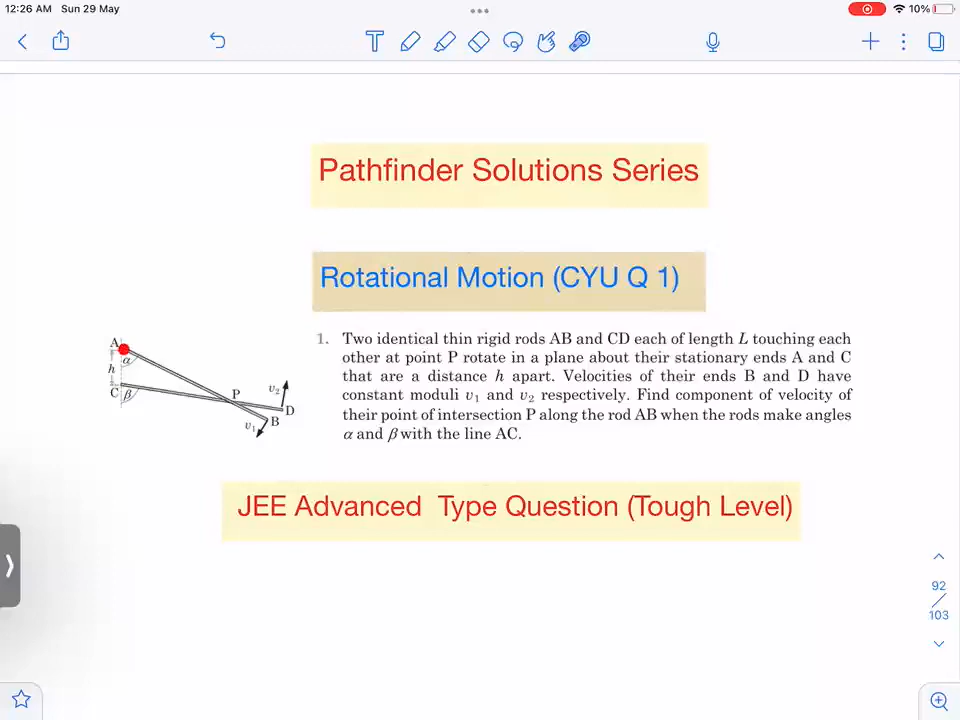 12:26 AM Sun 29 May
10%
Pathfinder Solutions Series
Rotational Motion (CYU Q 1)
1. Two identical thin rigid rods AB and CD each of length L touching each
other at point P rotate in a plane about their stationary ends A and C
that are a distance h apart. Velocities of their ends B and D have
constant moduli υ₁ and υ₂ respectively. Find component of velocity of
their point of intersection P along the rod AB when the rods make angles
α and β with the line AC.
A
α
h
C
β
P
υ₂
D
B
υ₁
JEE Advanced Type Question (Tough Level)
92
103